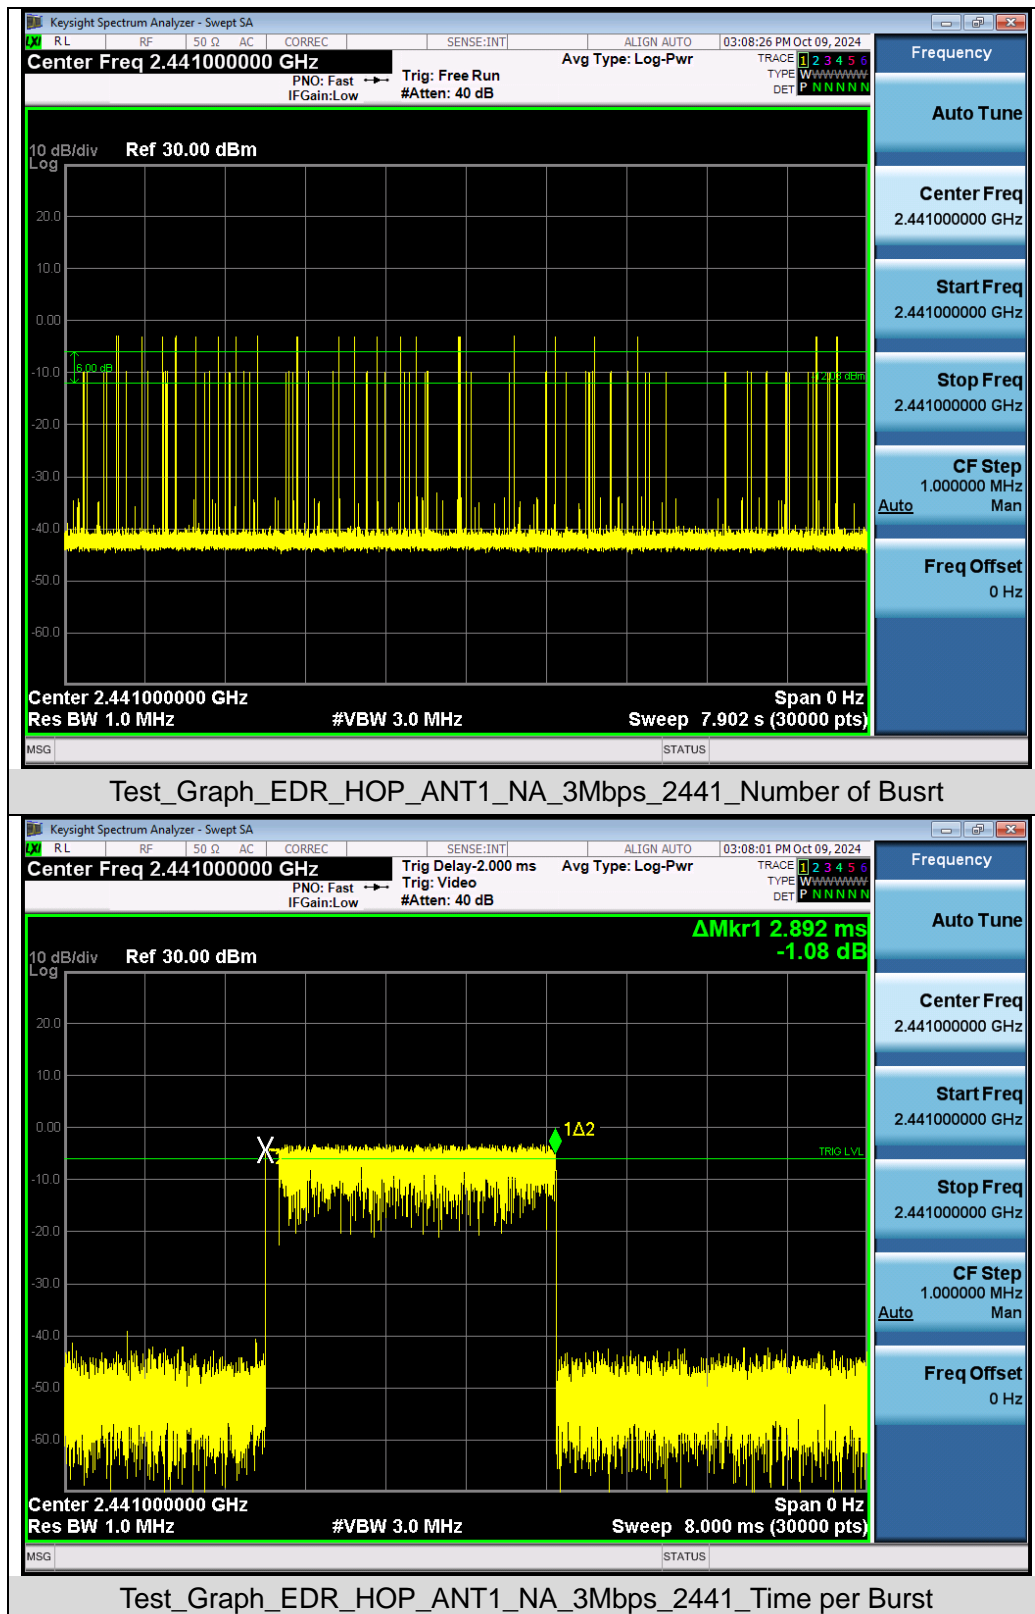 Keysight Spectrum Analyzer - Swept SA
LXI RL RF 50 Ω AC CORREC SENSE:INT ALIGN AUTO 03:08:26 PM Oct 09, 2024
Center Freq 2.441000000 GHz
PNO: Fast
IFGain:Low
Trig: Free Run
#Atten: 40 dB
Avg Type: Log-Pwr
TRACE 1 2 3 4 5 6
TYPE WWWWWW
DET P N N N N N
10 dB/div
Log
Ref 30.00 dBm
20.0
10.0
0.00
-10.0
-20.0
-30.0
-40.0
-50.0
-60.0
6.00 dB
Center 2.441000000 GHz
Span 0 Hz
Res BW 1.0 MHz
#VBW 3.0 MHz
Sweep 7.902 s (30000 pts)
MSG
STATUS
Frequency
Auto Tune
Center Freq
2.441000000 GHz
Start Freq
2.441000000 GHz
Stop Freq
2.441000000 GHz
CF Step
1.000000 MHz
Auto Man
Freq Offset
0 Hz
Test_Graph_EDR_HOP_ANT1_NA_3Mbps_2441_Number of Busrt
Keysight Spectrum Analyzer - Swept SA
LXI RL RF 50 Ω AC CORREC SENSE:INT ALIGN AUTO 03:08:01 PM Oct 09, 2024
Center Freq 2.441000000 GHz
PNO: Fast
IFGain:Low
Trig Delay-2.000 ms
Trig: Video
#Atten: 40 dB
Avg Type: Log-Pwr
TRACE 1 2 3 4 5 6
TYPE WWWWWW
DET P N N N N N
ΔMkr1 2.892 ms
-1.08 dB
10 dB/div
Log
Ref 30.00 dBm
20.0
10.0
0.00
-10.0
-20.0
-30.0
-40.0
-50.0
-60.0
1Δ2
TRIG LVL
Center 2.441000000 GHz
Span 0 Hz
Res BW 1.0 MHz
#VBW 3.0 MHz
Sweep 8.000 ms (30000 pts)
MSG
STATUS
Frequency
Auto Tune
Center Freq
2.441000000 GHz
Start Freq
2.441000000 GHz
Stop Freq
2.441000000 GHz
CF Step
1.000000 MHz
Auto Man
Freq Offset
0 Hz
Test_Graph_EDR_HOP_ANT1_NA_3Mbps_2441_Time per Burst